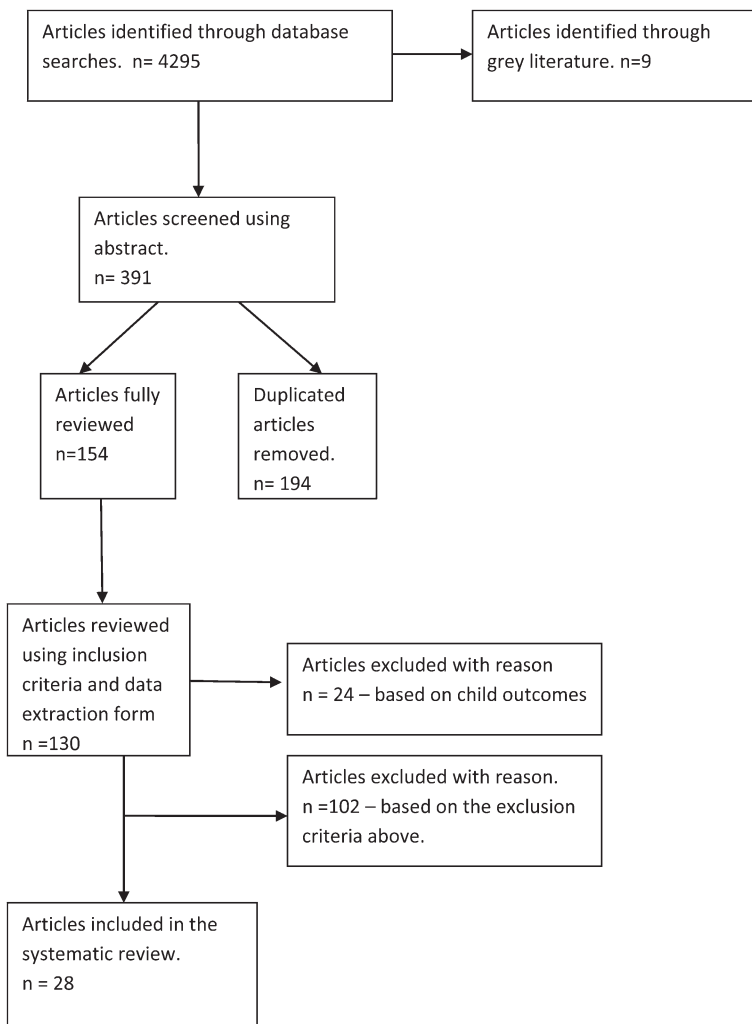 Articles identified through database
searches.  n= 4295
Articles identified through
grey literature. n=9
Articles screened using
abstract.
n= 391
Articles fully
reviewed
n=154
Duplicated
articles
removed.
n= 194
Articles reviewed
using inclusion
criteria and data
extraction form
n =130
Articles excluded with reason
n = 24 – based on child outcomes
Articles excluded with reason.
n =102 – based on the exclusion
criteria above.
Articles included in the
systematic review.
n = 28